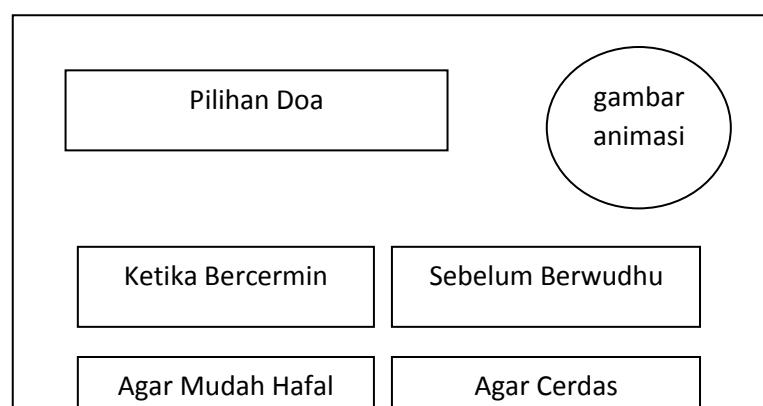 Pilihan Doa
gambar
animasi
Ketika Bercermin
Sebelum Berwudhu
Agar Mudah Hafal
Agar Cerdas